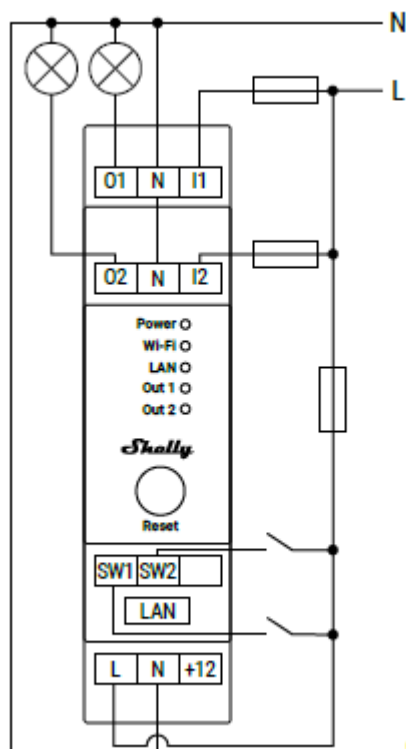 N
L
O1 N I1
O2 N I2
Power
Wi-Fi
LAN
Out 1
Out 2
Shelly
Reset
SW1 SW2
LAN
L N +12